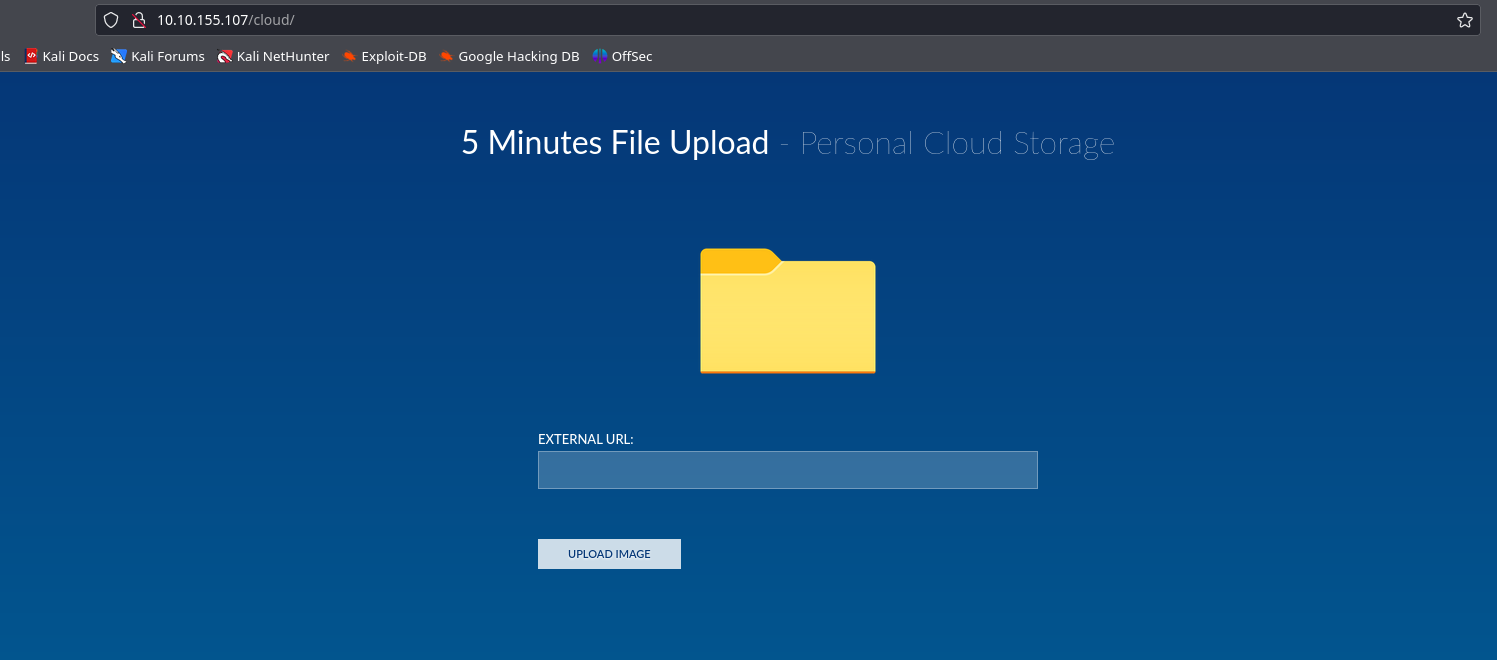 10.10.155.107/cloud/
ls Kali Docs Kali Forums Kali NetHunter Exploit-DB Google Hacking DB OffSec
5 Minutes File Upload - Personal Cloud Storage
EXTERNAL URL:
UPLOAD IMAGE